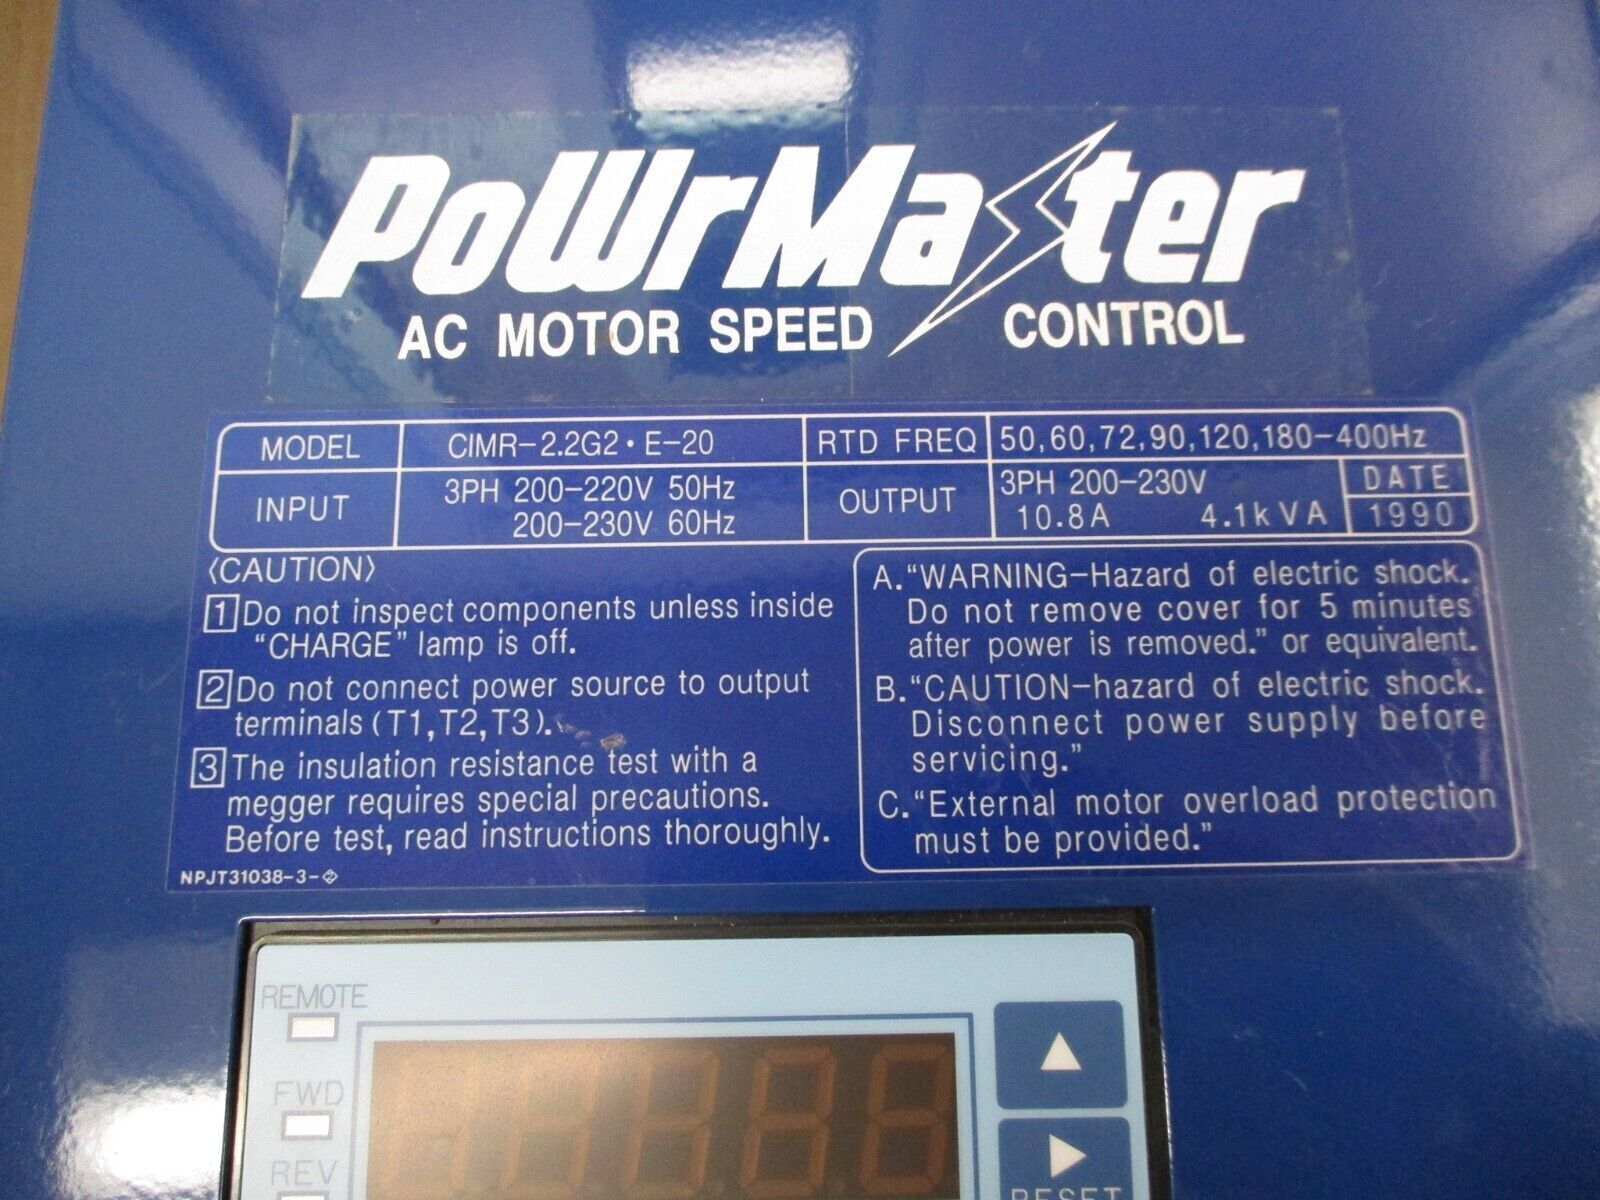 PoWrMaster
AC MOTOR SPEED CONTROL
MODEL CIMR-2.2G2・E-20 RTD FREQ 50,60,72,90,120,180-400Hz
INPUT 3PH 200-220V 50Hz
200-230V 60Hz
OUTPUT 3PH 200-230V
10.8A 4.1kVA
DATE
1990
〈CAUTION〉
1 Do not inspect components unless inside
“CHARGE” lamp is off.
2 Do not connect power source to output
terminals (T1,T2,T3).
3 The insulation resistance test with a
megger requires special precautions.
Before test, read instructions thoroughly.
NPJT31038-3-②
A.“WARNING-Hazard of electric shock.
Do not remove cover for 5 minutes
after power is removed.” or equivalent.
B.“CAUTION-hazard of electric shock.
Disconnect power supply before
servicing.”
C.“External motor overload protection
must be provided.”
REMOTE
FWD
REV
RESET